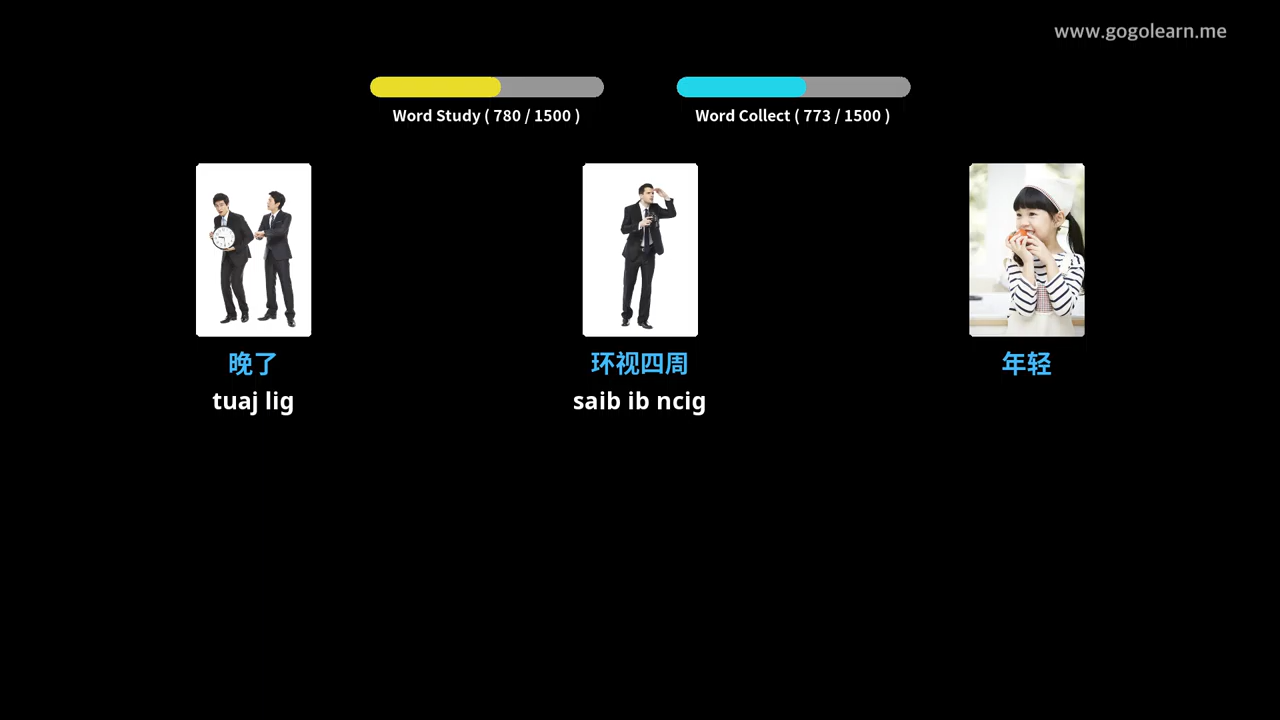 www.gogolearn.me
Word Study ( 780 / 1500 )
Word Collect ( 773 / 1500 )
晚了
环视四周
年轻
tuaj lig
saib ib ncig